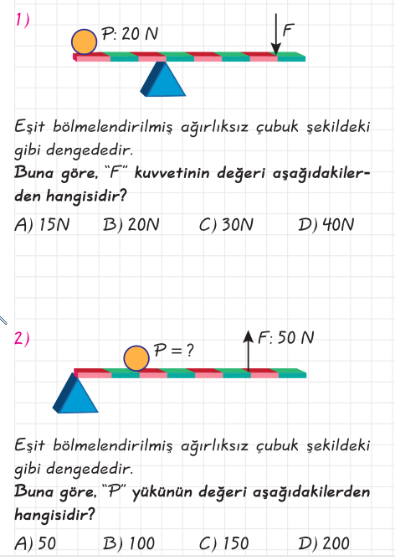 1)
P: 20 N
F
Eşit bölmelendirilmiş ağırlıksız çubuk şekildeki
gibi dengededir.
Buna göre, "F" kuvvetinin değeri aşağıdakiler-
den hangisidir?
A) 15N B) 20N C) 30N D) 40N
2)
P = ?
F: 50 N
Eşit bölmelendirilmiş ağırlıksız çubuk şekildeki
gibi dengededir.
Buna göre, "P" yükünün değeri aşağıdakilerden
hangisidir?
A) 50 B) 100 C) 150 D) 200